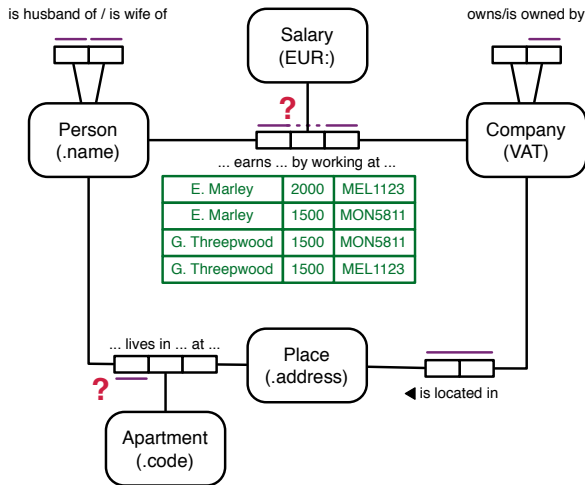 is husband of / is wife of
owns/is owned by
Salary
(EUR:)
?
Person
(.name)
Company
(VAT)
... earns ... by working at ...
E. Marley 2000 MEL1123
E. Marley 1500 MON5811
G. Threepwood 1500 MON5811
G. Threepwood 1500 MEL1123
... lives in ... at ...
Place
(.address)
?
◀ is located in
Apartment
(.code)